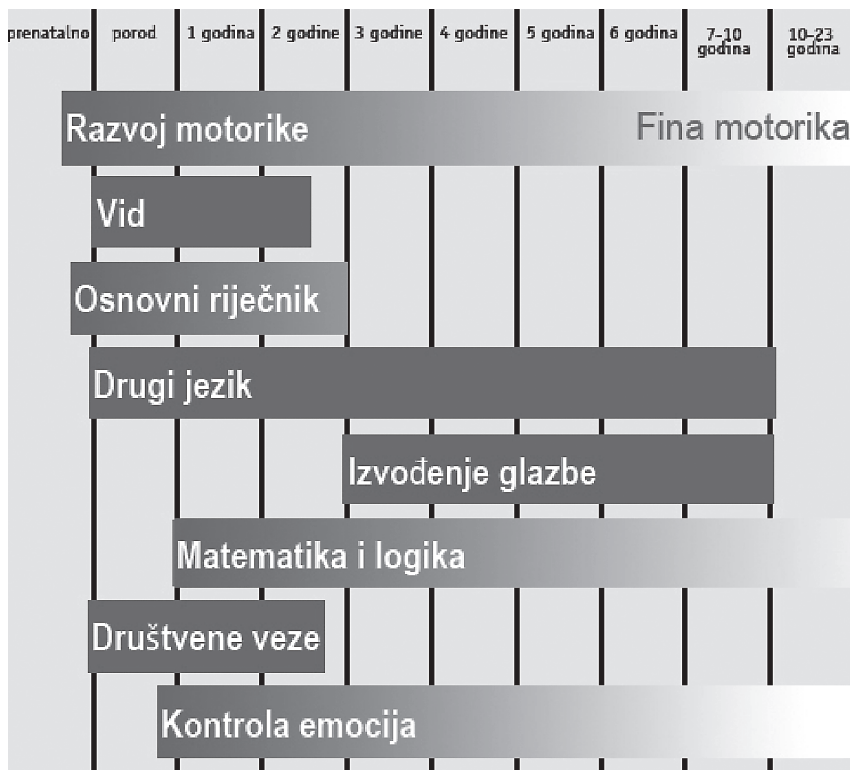 prenatalno porod 1 godina 2 godine 3 godine 4 godine 5 godina 6 godina 7-10 godina 10-23 godina
Razvoj motorike Fina motorika
Vid
Osnovni riječnik
Drugi jezik
Izvođenje glazbe
Matematika i logika
Društvene veze
Kontrola emocija